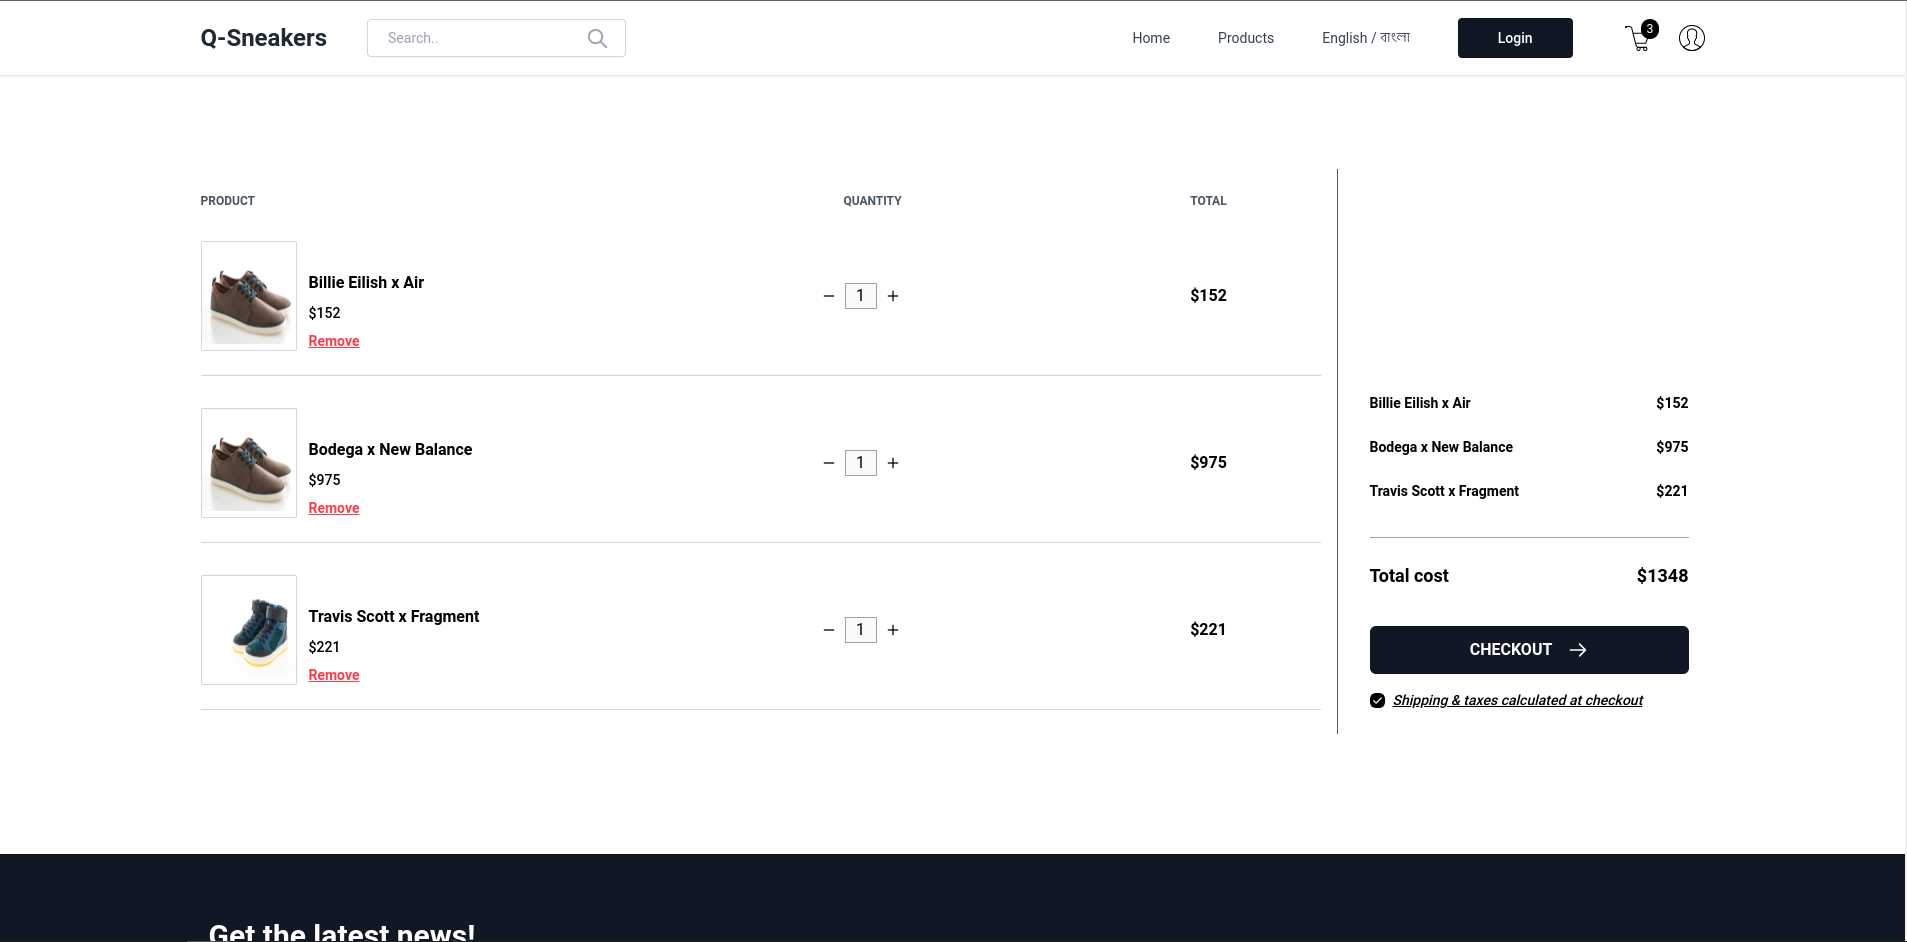 Q-Sneakers
Search..
Home
Products
English / বাংলা
Login
3
PRODUCT
QUANTITY
TOTAL
Billie Eilish x Air
$152
Remove
− 1 +
$152
Bodega x New Balance
$975
Remove
− 1 +
$975
Travis Scott x Fragment
$221
Remove
− 1 +
$221
Billie Eilish x Air $152
Bodega x New Balance $975
Travis Scott x Fragment $221
Total cost $1348
CHECKOUT →
Shipping & taxes calculated at checkout
Get the latest news!